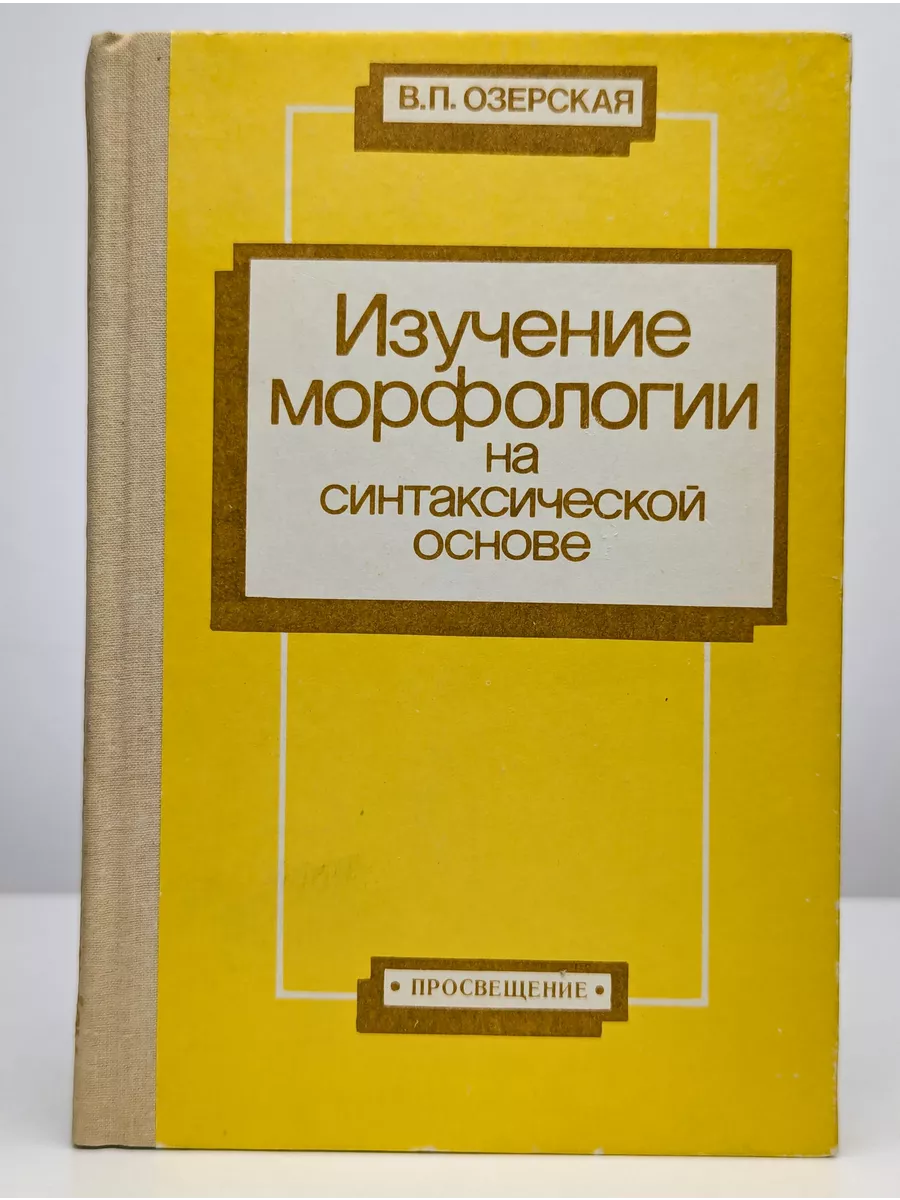 В.П. ОЗЕРСКАЯ
Изучение
морфологии
на
синтаксической
основе
• ПРОСВЕЩЕНИЕ •